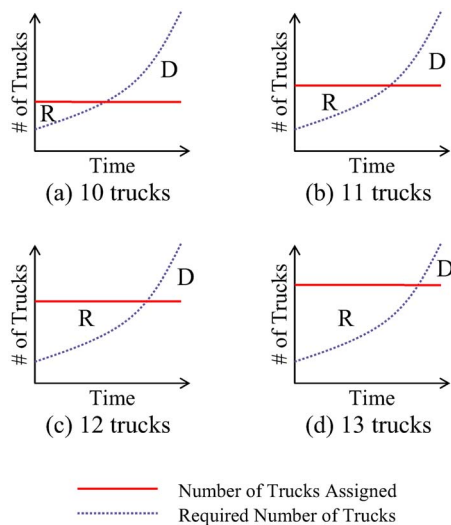 # of Trucks
D
R
Time
(a) 10 trucks
# of Trucks
D
R
Time
(b) 11 trucks
# of Trucks
D
R
Time
(c) 12 trucks
# of Trucks
D
R
Time
(d) 13 trucks
Number of Trucks Assigned
Required Number of Trucks